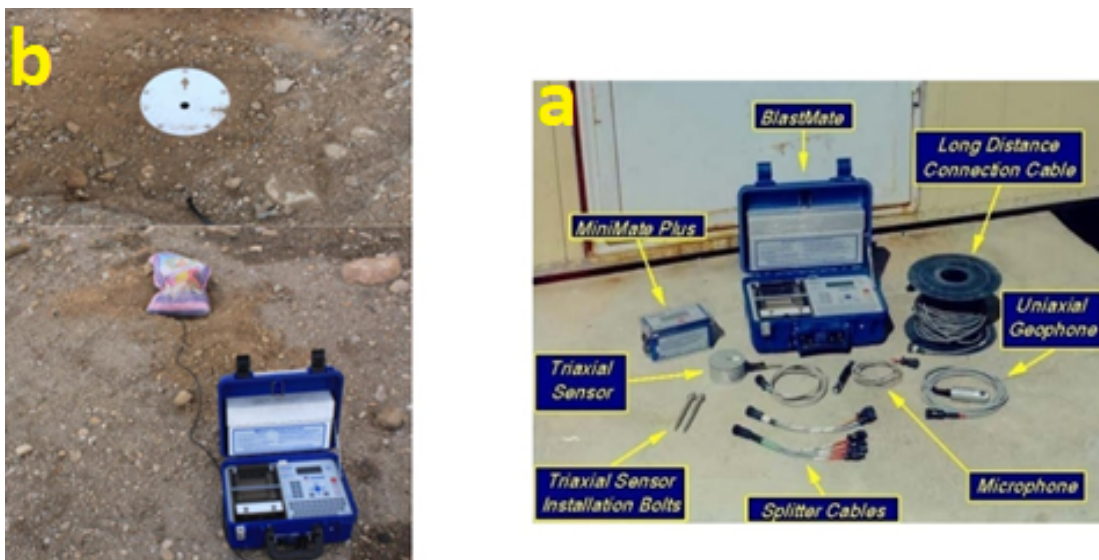 b
a
BlastMate
Long Distance
Connection Cable
MiniMate Plus
Uniaxial
Geophone
Triaxial
Sensor
Triaxial Sensor
Installation Bolts
Splitter Cables
Microphone